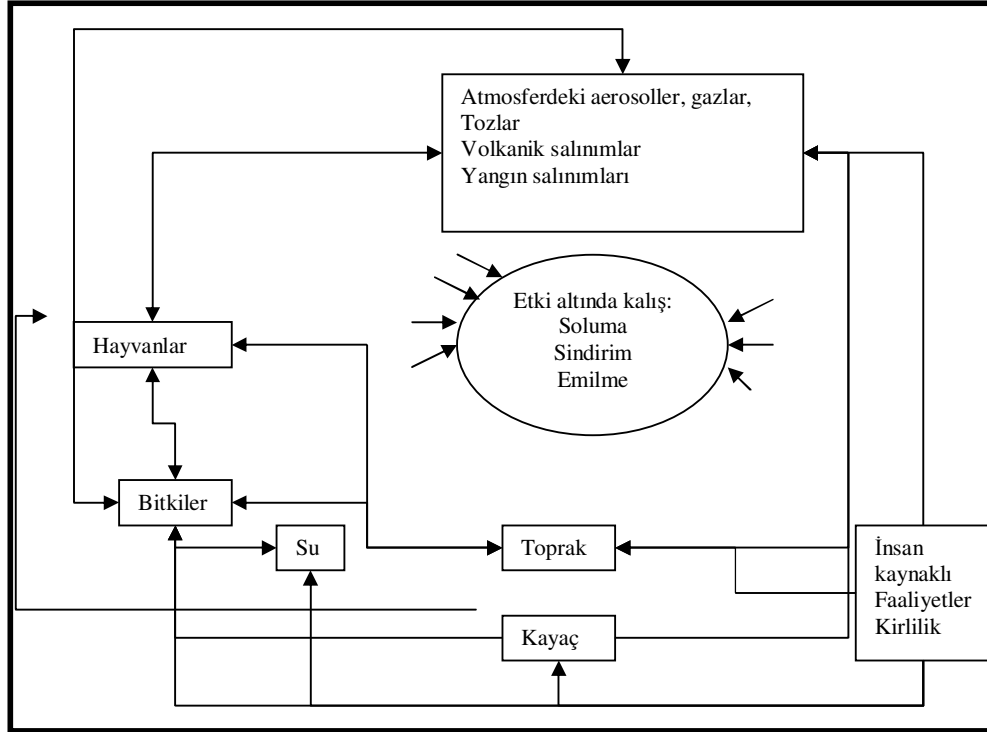 Atmosferdeki aerosoller, gazlar,
Tozlar
Volkanik salınımlar
Yangın salınımları
Etki altında kalış:
Soluma
Sindirim
Emilme
Hayvanlar
Bitkiler
Su
Toprak
Kayaç
İnsan
kaynaklı
Faaliyetler
Kirlilik